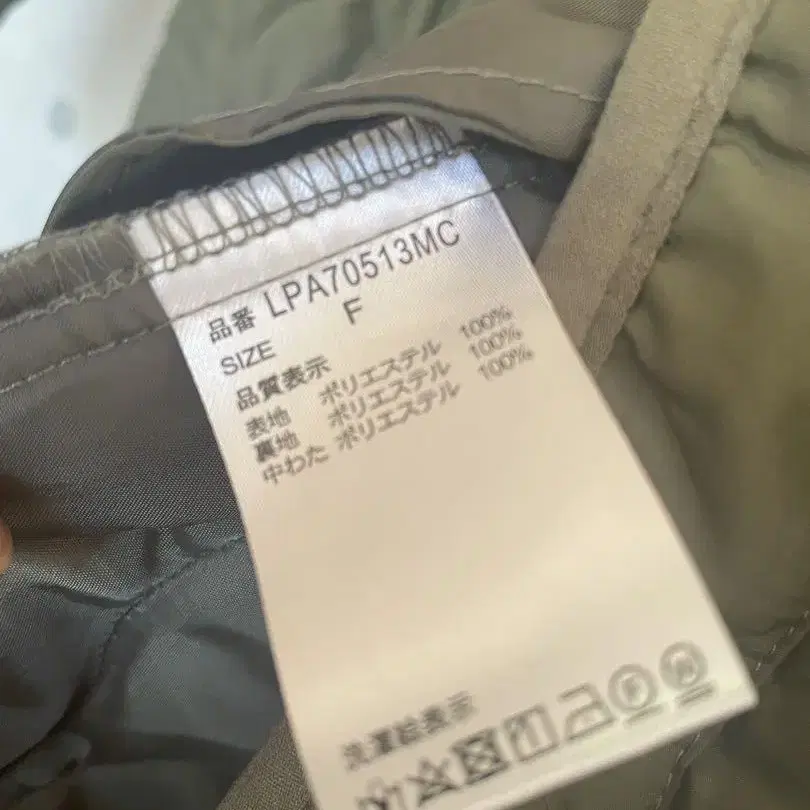 品番 LPA70513MC
SIZE F
品質表示
表地 ポリエステル 100%
裏地 ポリエステル 100%
中わた ポリエステル 100%
洗濯絵表示
F
W